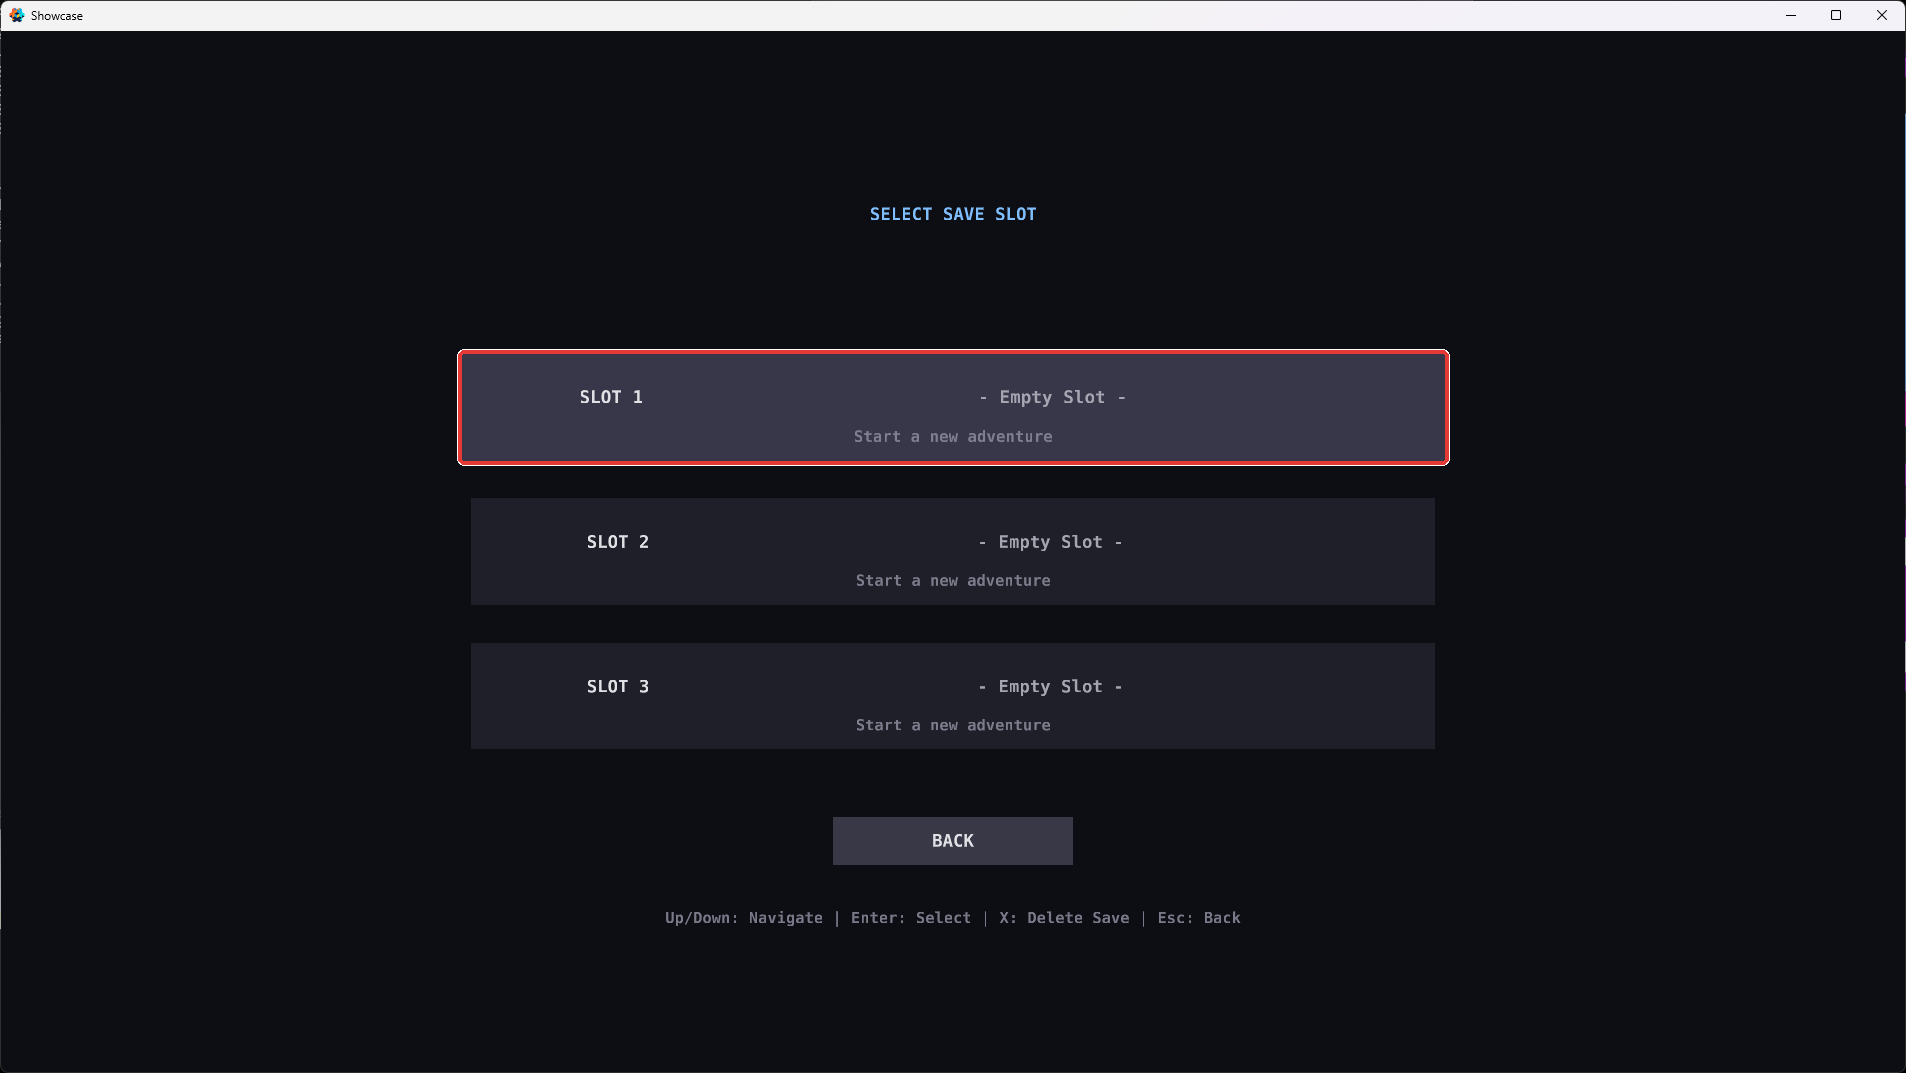 Showcase
SELECT SAVE SLOT
SLOT 1 - Empty Slot -
Start a new adventure
SLOT 2 - Empty Slot -
Start a new adventure
SLOT 3 - Empty Slot -
Start a new adventure
BACK
Up/Down: Navigate | Enter: Select | X: Delete Save | Esc: Back